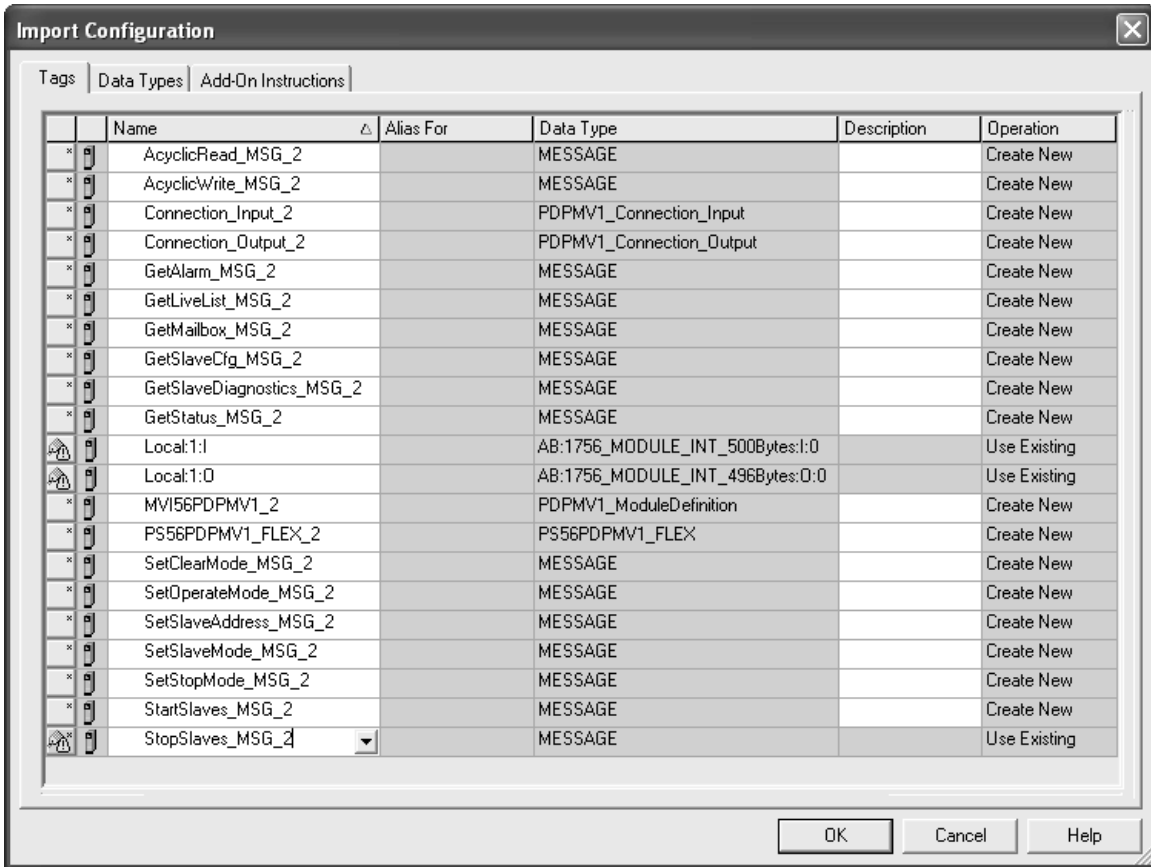 Import Configuration
Tags Data Types Add-On Instructions
Name Alias For Data Type Description Operation
AcyclicRead_MSG_2 MESSAGE Create New
AcyclicWrite_MSG_2 MESSAGE Create New
Connection_Input_2 PDPMV1_Connection_Input Create New
Connection_Output_2 PDPMV1_Connection_Output Create New
GetAlarm_MSG_2 MESSAGE Create New
GetLiveList_MSG_2 MESSAGE Create New
GetMailbox_MSG_2 MESSAGE Create New
GetSlaveCfg_MSG_2 MESSAGE Create New
GetSlaveDiagnostics_MSG_2 MESSAGE Create New
GetStatus_MSG_2 MESSAGE Create New
Local:1:I AB:1756_MODULE_INT_500Bytes:I:0 Use Existing
Local:1:O AB:1756_MODULE_INT_496Bytes:O:0 Use Existing
MVI56PDPMV1_2 PDPMV1_ModuleDefinition Create New
PS56PDPMV1_FLEX_2 PS56PDPMV1_FLEX Create New
SetClearMode_MSG_2 MESSAGE Create New
SetOperateMode_MSG_2 MESSAGE Create New
SetSlaveAddress_MSG_2 MESSAGE Create New
SetSlaveMode_MSG_2 MESSAGE Create New
SetStopMode_MSG_2 MESSAGE Create New
StartSlaves_MSG_2 MESSAGE Create New
StopSlaves_MSG_2 MESSAGE Use Existing
OK Cancel Help